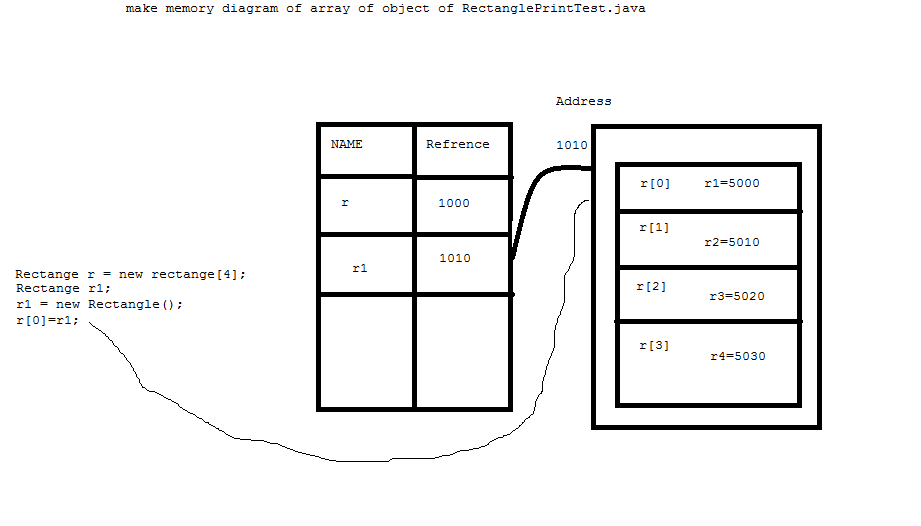 make memory diagram of array of object of RectanglePrintTest.java
Address
NAME Refrence 1010
r[0] r1=5000
r 1000
r[1]
r2=5010
r1 1010
Rectange r = new rectange[4];
Rectange r1;
r1 = new Rectangle();
r[0]=r1;
r[2]
r3=5020
r[3]
r4=5030